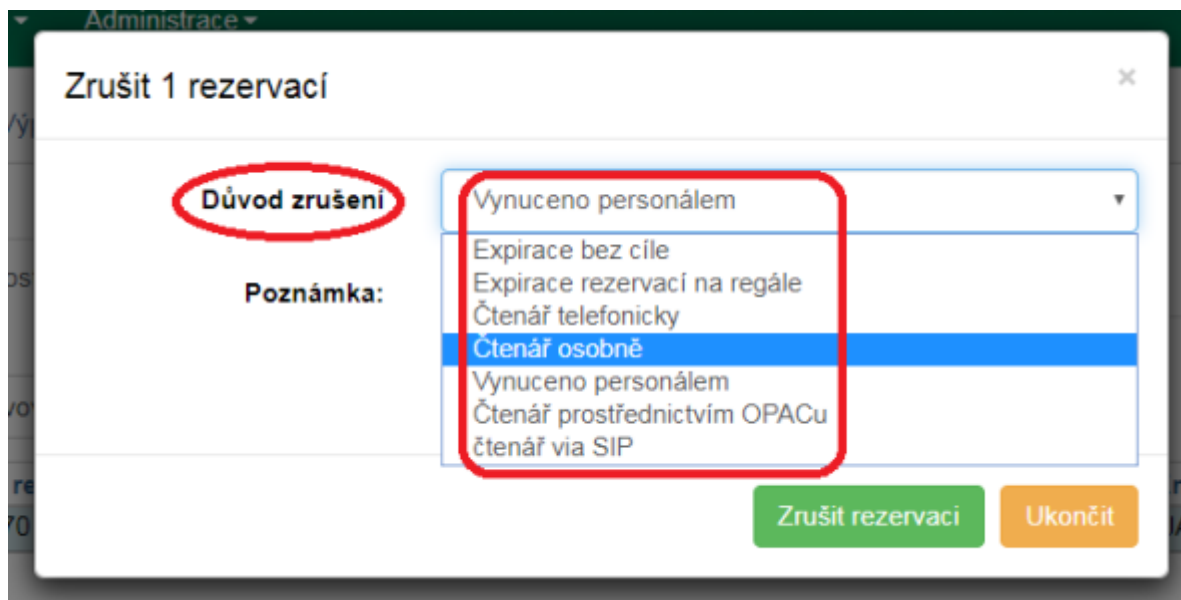 Administrace
Zrušit 1 rezervací
×
Důvod zrušení
Vynuceno personálem
Expirace bez cíle
Expirace rezervací na regále
Čtenář telefonicky
Čtenář osobně
Vynuceno personálem
Čtenář prostřednictvím OPACu
čtenář via SIP
Poznámka:
Zrušit rezervaci
Ukončit